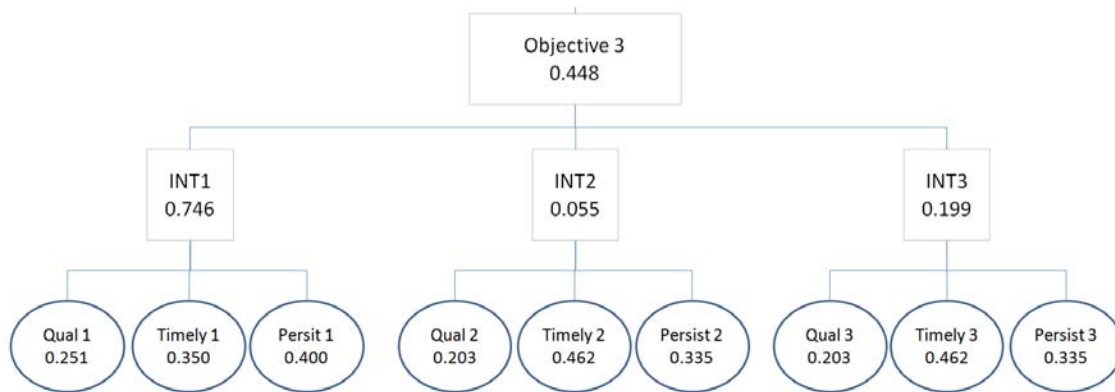 Objective 3
0.448
INT1
0.746
INT2
0.055
INT3
0.199
Qual 1
0.251
Timely 1
0.350
Persit 1
0.400
Qual 2
0.203
Timely 2
0.462
Persist 2
0.335
Qual 3
0.203
Timely 3
0.462
Persist 3
0.335